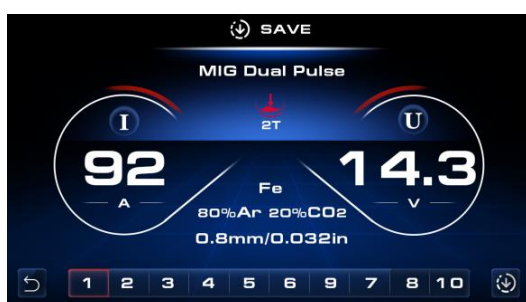 SAVE
MIG Dual Pulse
I
U
2T
92
14.3
A
V
Fe
80%Ar 20%CO2
0.8mm/0.032in
1 2 3 4 5 6 9 7 8 10